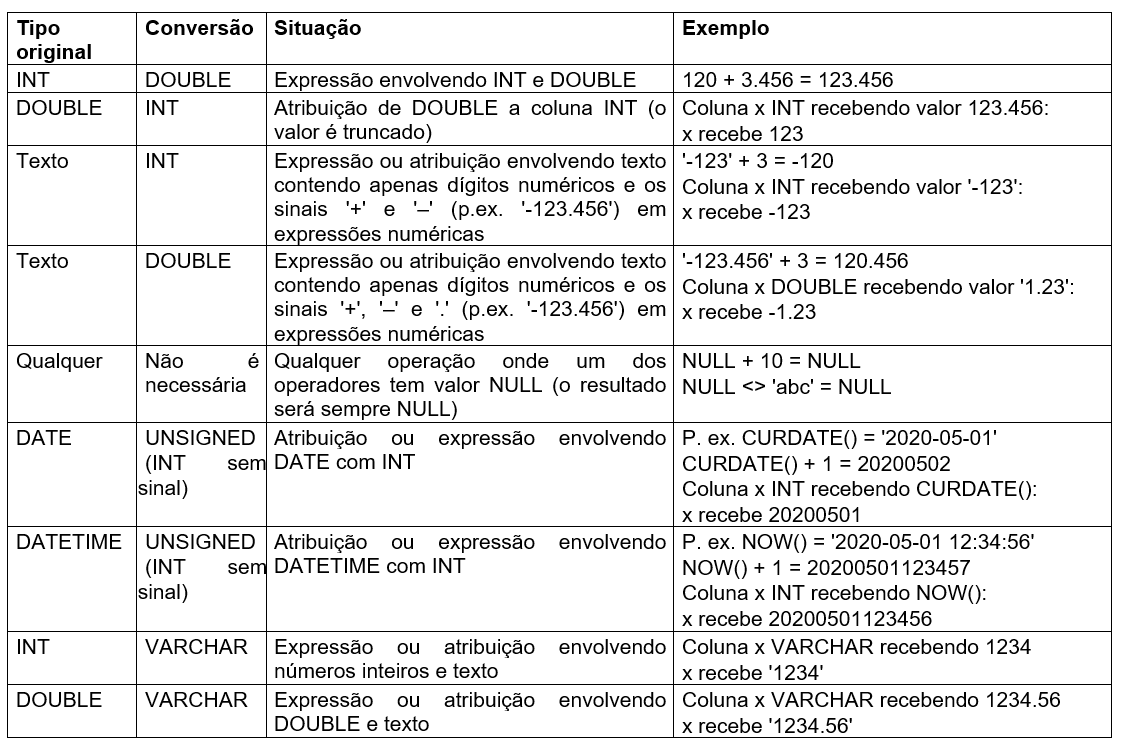 Tipo original
Conversão
Situação
Exemplo
INT
DOUBLE
Expressão envolvendo INT e DOUBLE
120 + 3.456 = 123.456
DOUBLE
INT
Atribuição de DOUBLE a coluna INT (o
valor é truncado)
Coluna x INT recebendo valor 123.456:
x recebe 123
Texto
INT
Expressão ou atribuição envolvendo texto
contendo apenas dígitos numéricos e os
sinais '+' e '–' (p.ex. '-123.456') em
expressões numéricas
'-123' + 3 = -120
Coluna x INT recebendo valor '-123':
x recebe -123
Texto
DOUBLE
Expressão ou atribuição envolvendo texto
contendo apenas dígitos numéricos e os
sinais '+', '–' e '.' (p.ex. '-123.456') em
expressões numéricas
'-123.456' + 3 = 120.456
Coluna x DOUBLE recebendo valor '1.23':
x recebe -1.23
Qualquer
Não é
necessária
Qualquer operação onde um dos
operadores tem valor NULL (o resultado
será sempre NULL)
NULL + 10 = NULL
NULL <> 'abc' = NULL
DATE
UNSIGNED
(INT sem
sinal)
Atribuição ou expressão envolvendo
DATE com INT
P. ex. CURDATE() = '2020-05-01'
CURDATE() + 1 = 20200502
Coluna x INT recebendo CURDATE():
x recebe 20200501
DATETIME
UNSIGNED
(INT sem
sinal)
Atribuição ou expressão envolvendo
DATETIME com INT
P. ex. NOW() = '2020-05-01 12:34:56'
NOW() + 1 = 20200501123457
Coluna x INT recebendo NOW():
x recebe 20200501123456
INT
VARCHAR
Expressão ou atribuição envolvendo
números inteiros e texto
Coluna x VARCHAR recebendo 1234
x recebe '1234'
DOUBLE
VARCHAR
Expressão ou atribuição envolvendo
DOUBLE e texto
Coluna x VARCHAR recebendo 1234.56
x recebe '1234.56'